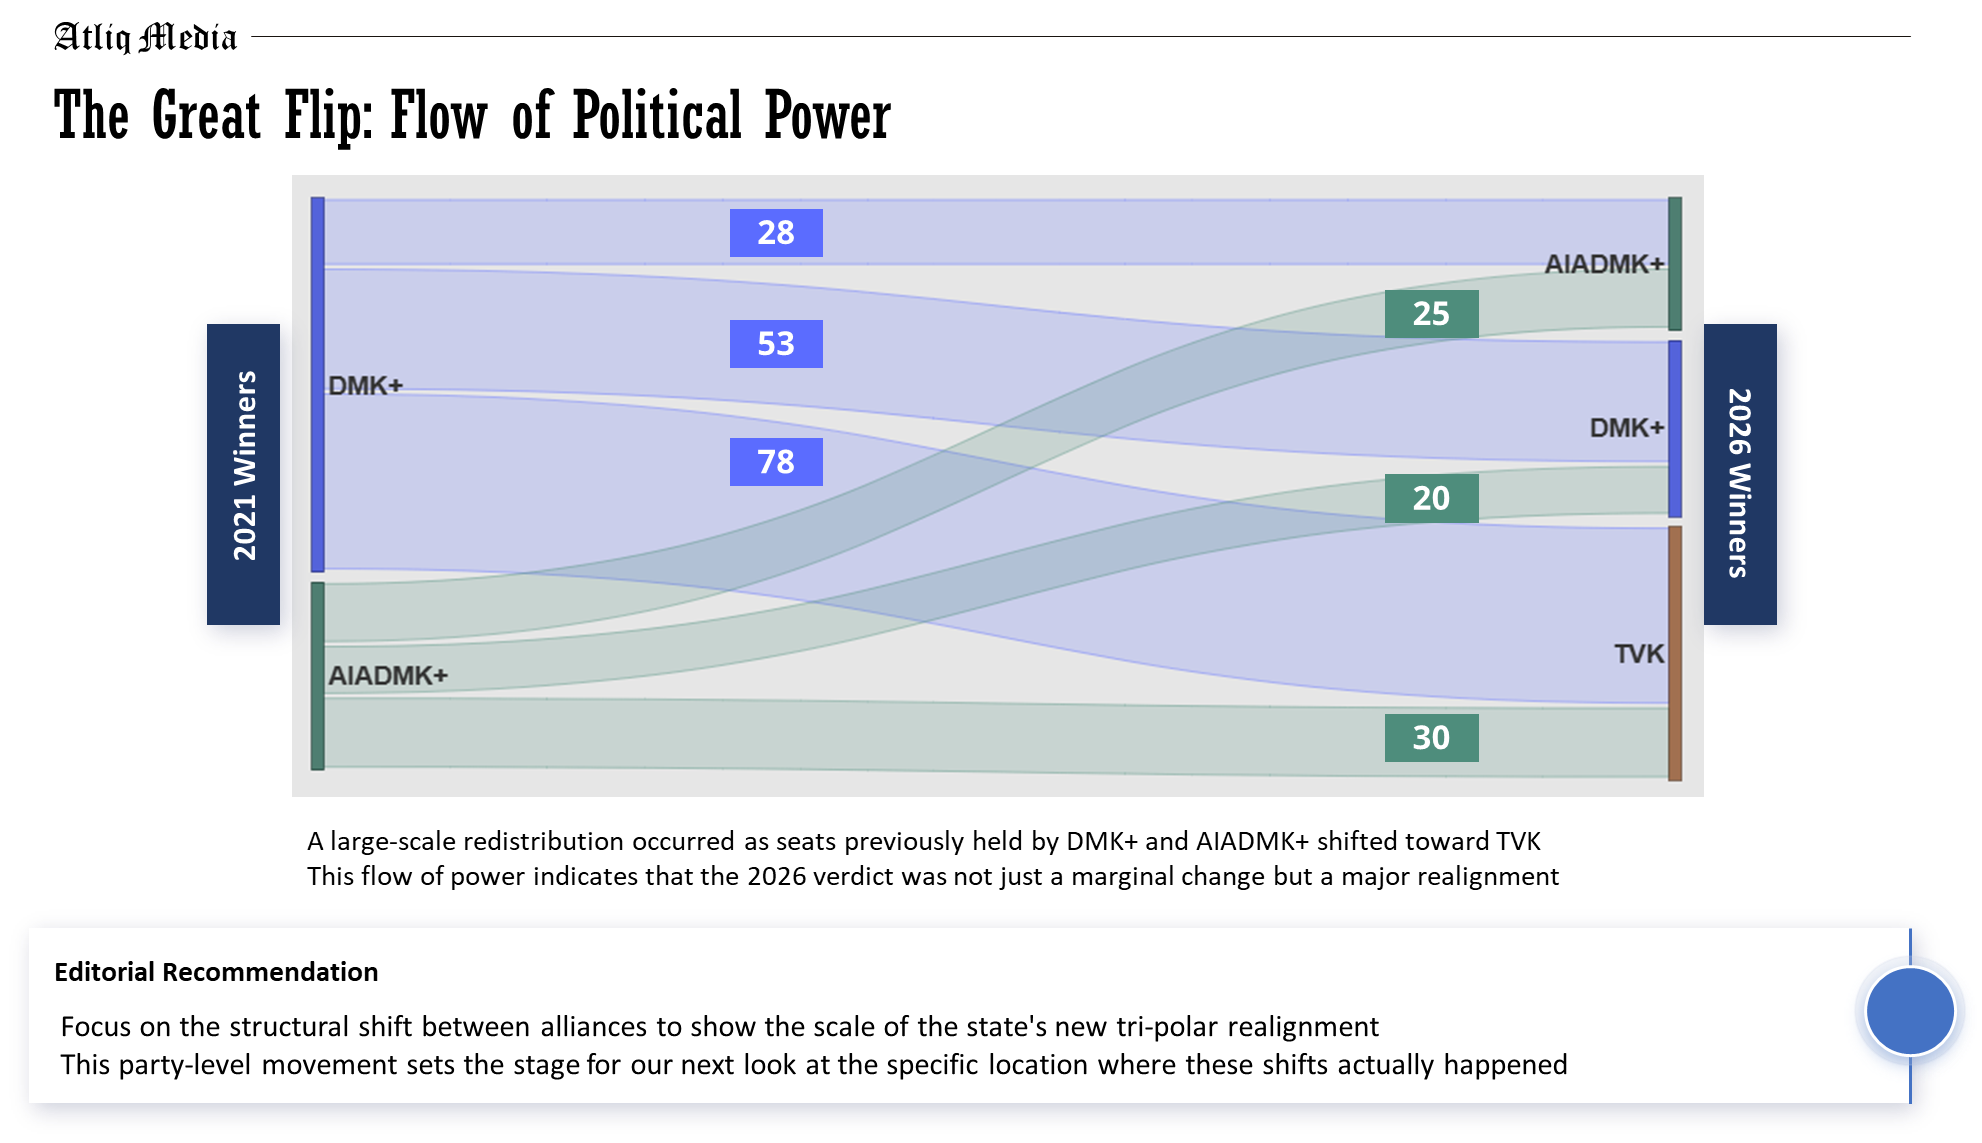 Atliq Media
The Great Flip: Flow of Political Power
28
AIADMK+
25
53
DMK+
2021 Winners
2026 Winners
DMK+
78
20
TVK
AIADMK+
30
A large-scale redistribution occurred as seats previously held by DMK+ and AIADMK+ shifted toward TVK
This flow of power indicates that the 2026 verdict was not just a marginal change but a major realignment
Editorial Recommendation
Focus on the structural shift between alliances to show the scale of the state's new tri-polar realignment
This party-level movement sets the stage for our next look at the specific location where these shifts actually happened